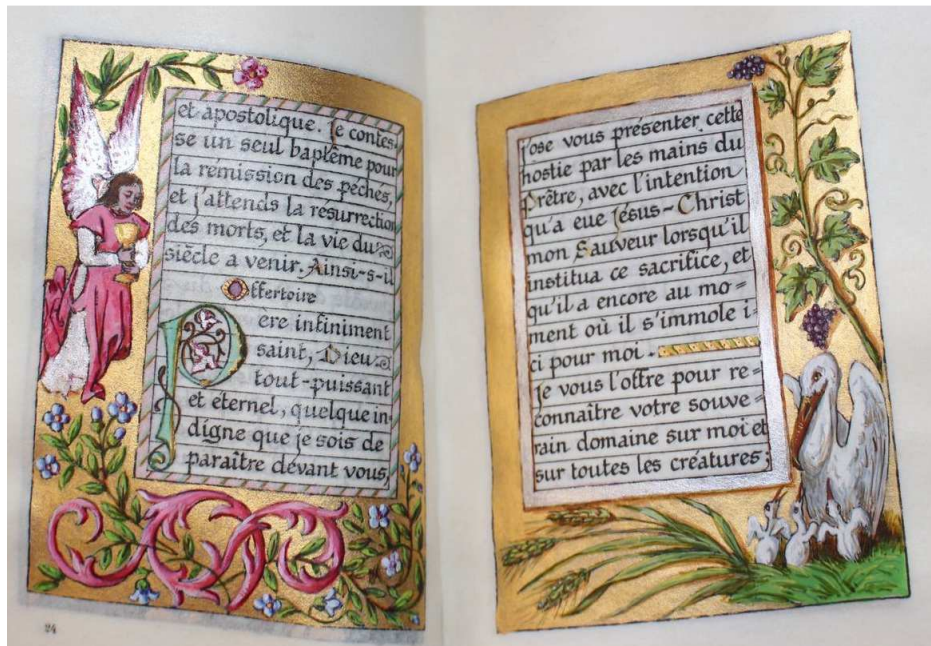 et apostolique. Je confes-
se un seul baptême pour
la rémission des péchés,
et j'attends la résurrection
des morts, et la vie du
siècle a venir. Ainsi-s-il
Offertoire
Pere infiniment
saint, Dieu
tout-puissant
et éternel, quelque in-
digne que je sois de
paraître devant vous,
24
j'ose vous présenter cette
hostie par les mains du
Prêtre, avec l'intention
qu'a eue Jésus-Christ
mon Sauveur lorsqu'il
institua ce sacrifice, et
qu'il a encore au mo-
ment où il s'immole i-
ci pour moi.
je vous l'offre pour re-
connaître votre souve-
rain domaine sur moi et
sur toutes les créatures;